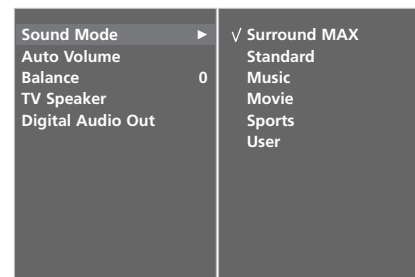 Sound Mode ►
Auto Volume
Balance 0
TV Speaker
Digital Audio Out
√ Surround MAX
Standard
Music
Movie
Sports
User